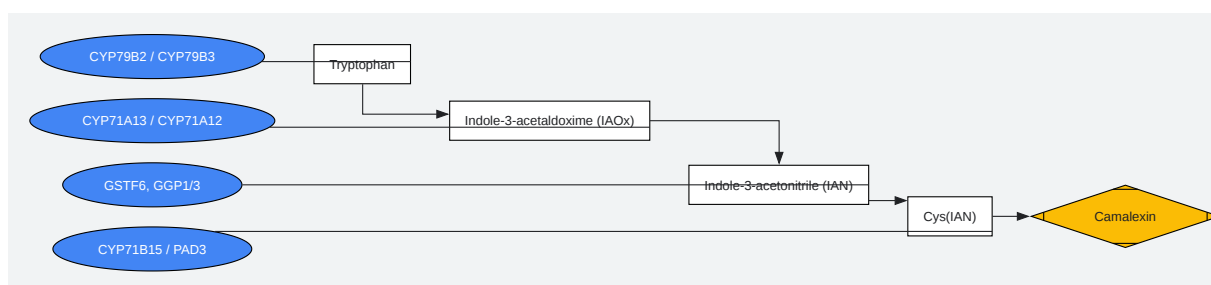 CYP79B2 / CYP79B3
Tryptophan
CYP71A13 / CYP71A12
Indole-3-acetaldoxime (IAOx)
GSTF6, GGP1/3
Indole-3-acetonitrile (IAN)
Cys(IAN)
Camalexin
CYP71B15 / PAD3